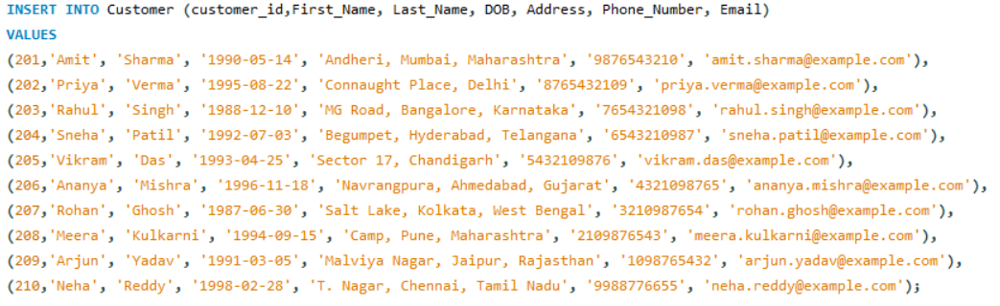 INSERT INTO Customer (customer_id,First_Name, Last_Name, DOB, Address, Phone_Number, Email)
VALUES
(201,'Amit', 'Sharma', '1990-05-14', 'Andheri, Mumbai, Maharashtra', '9876543210', 'amit.sharma@example.com'),
(202,'Priya', 'Verma', '1995-08-22', 'Connaught Place, Delhi', '8765432109', 'priya.verma@example.com'),
(203,'Rahul', 'Singh', '1988-12-10', 'MG Road, Bangalore, Karnataka', '7654321098', 'rahul.singh@example.com'),
(204,'Sneha', 'Patil', '1992-07-03', 'Begumpet, Hyderabad, Telangana', '6543210987', 'sneha.patil@example.com'),
(205,'Vikram', 'Das', '1993-04-25', 'Sector 17, Chandigarh', '5432109876', 'vikram.das@example.com'),
(206,'Ananya', 'Mishra', '1996-11-18', 'Navrangpura, Ahmedabad, Gujarat', '4321098765', 'ananya.mishra@example.com'),
(207,'Rohan', 'Ghosh', '1987-06-30', 'Salt Lake, Kolkata, West Bengal', '3210987654', 'rohan.ghosh@example.com'),
(208,'Meera', 'Kulkarni', '1994-09-15', 'Camp, Pune, Maharashtra', '2109876543', 'meera.kulkarni@example.com'),
(209,'Arjun', 'Yadav', '1991-03-05', 'Malviya Nagar, Jaipur, Rajasthan', '1098765432', 'arjun.yadav@example.com'),
(210,'Neha', 'Reddy', '1998-02-28', 'T. Nagar, Chennai, Tamil Nadu', '9988776655', 'neha.reddy@example.com');